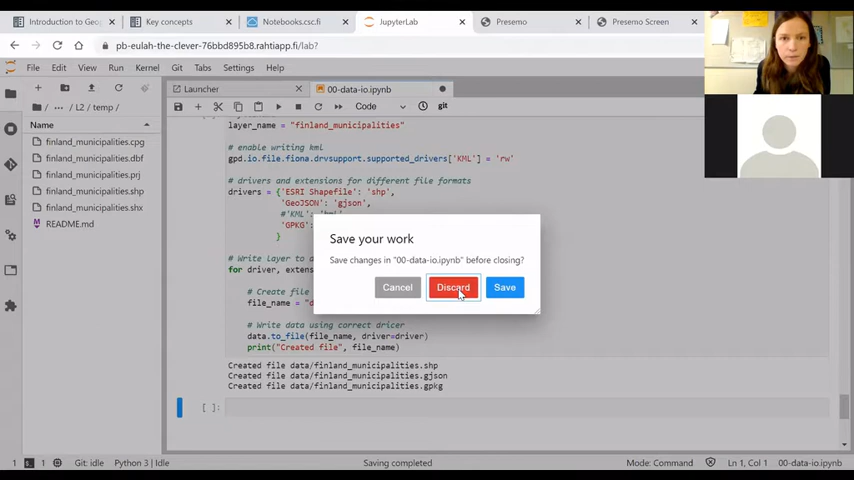 Introduction to Geop
Key concepts
Notebooks.csc.fi
JupyterLab
Presemo
Presemo Screen
pb-eulah-the-clever-76bbd895b8.rahtiapp.fi/lab?
File Edit View Run Kernel Git Tabs Settings Help
Launcher
00-data-io.ipynb
/ ... / L2 / temp /
Code
git
Name
finland_municipalities.cpg
finland_municipalities.dbf
finland_municipalities.prj
finland_municipalities.shp
finland_municipalities.shx
README.md
layer_name = "finland_municipalities"
# enable writing kml
gpd.io.file.fiona.drvsupport.supported_drivers['KML'] = 'rw'
# drivers and extensions for different file formats
drivers = {'ESRI Shapefile': 'shp',
'GeoJSON': 'gjson',
#'KML':
'GPKG':
}
# Write layer to
for driver, extens
# Create file
file_name = "d
# Write data using correct dricer
data.to_file(file_name, driver=driver)
print("Created file", file_name)
Created file data/finland_municipalities.shp
Created file data/finland_municipalities.gjson
Created file data/finland_municipalities.gpkg
[ ]:
Save your work
Save changes in "00-data-io.ipynb" before closing?
Cancel
Discard
Save
1
1
Git: idle
Python 3 | Idle
Saving completed
Mode: Command
Ln 1, Col 1
00-data-io.ipynb